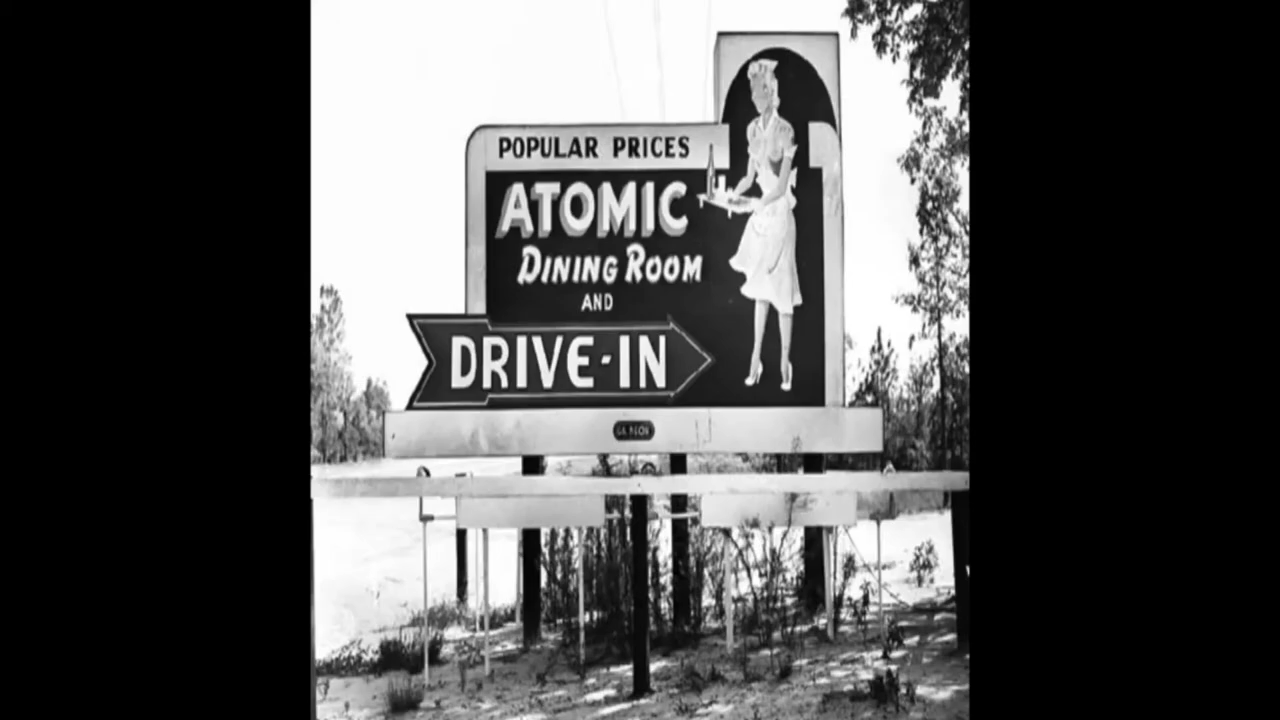 POPULAR PRICES
ATOMIC
DINING ROOM
AND
DRIVE-IN